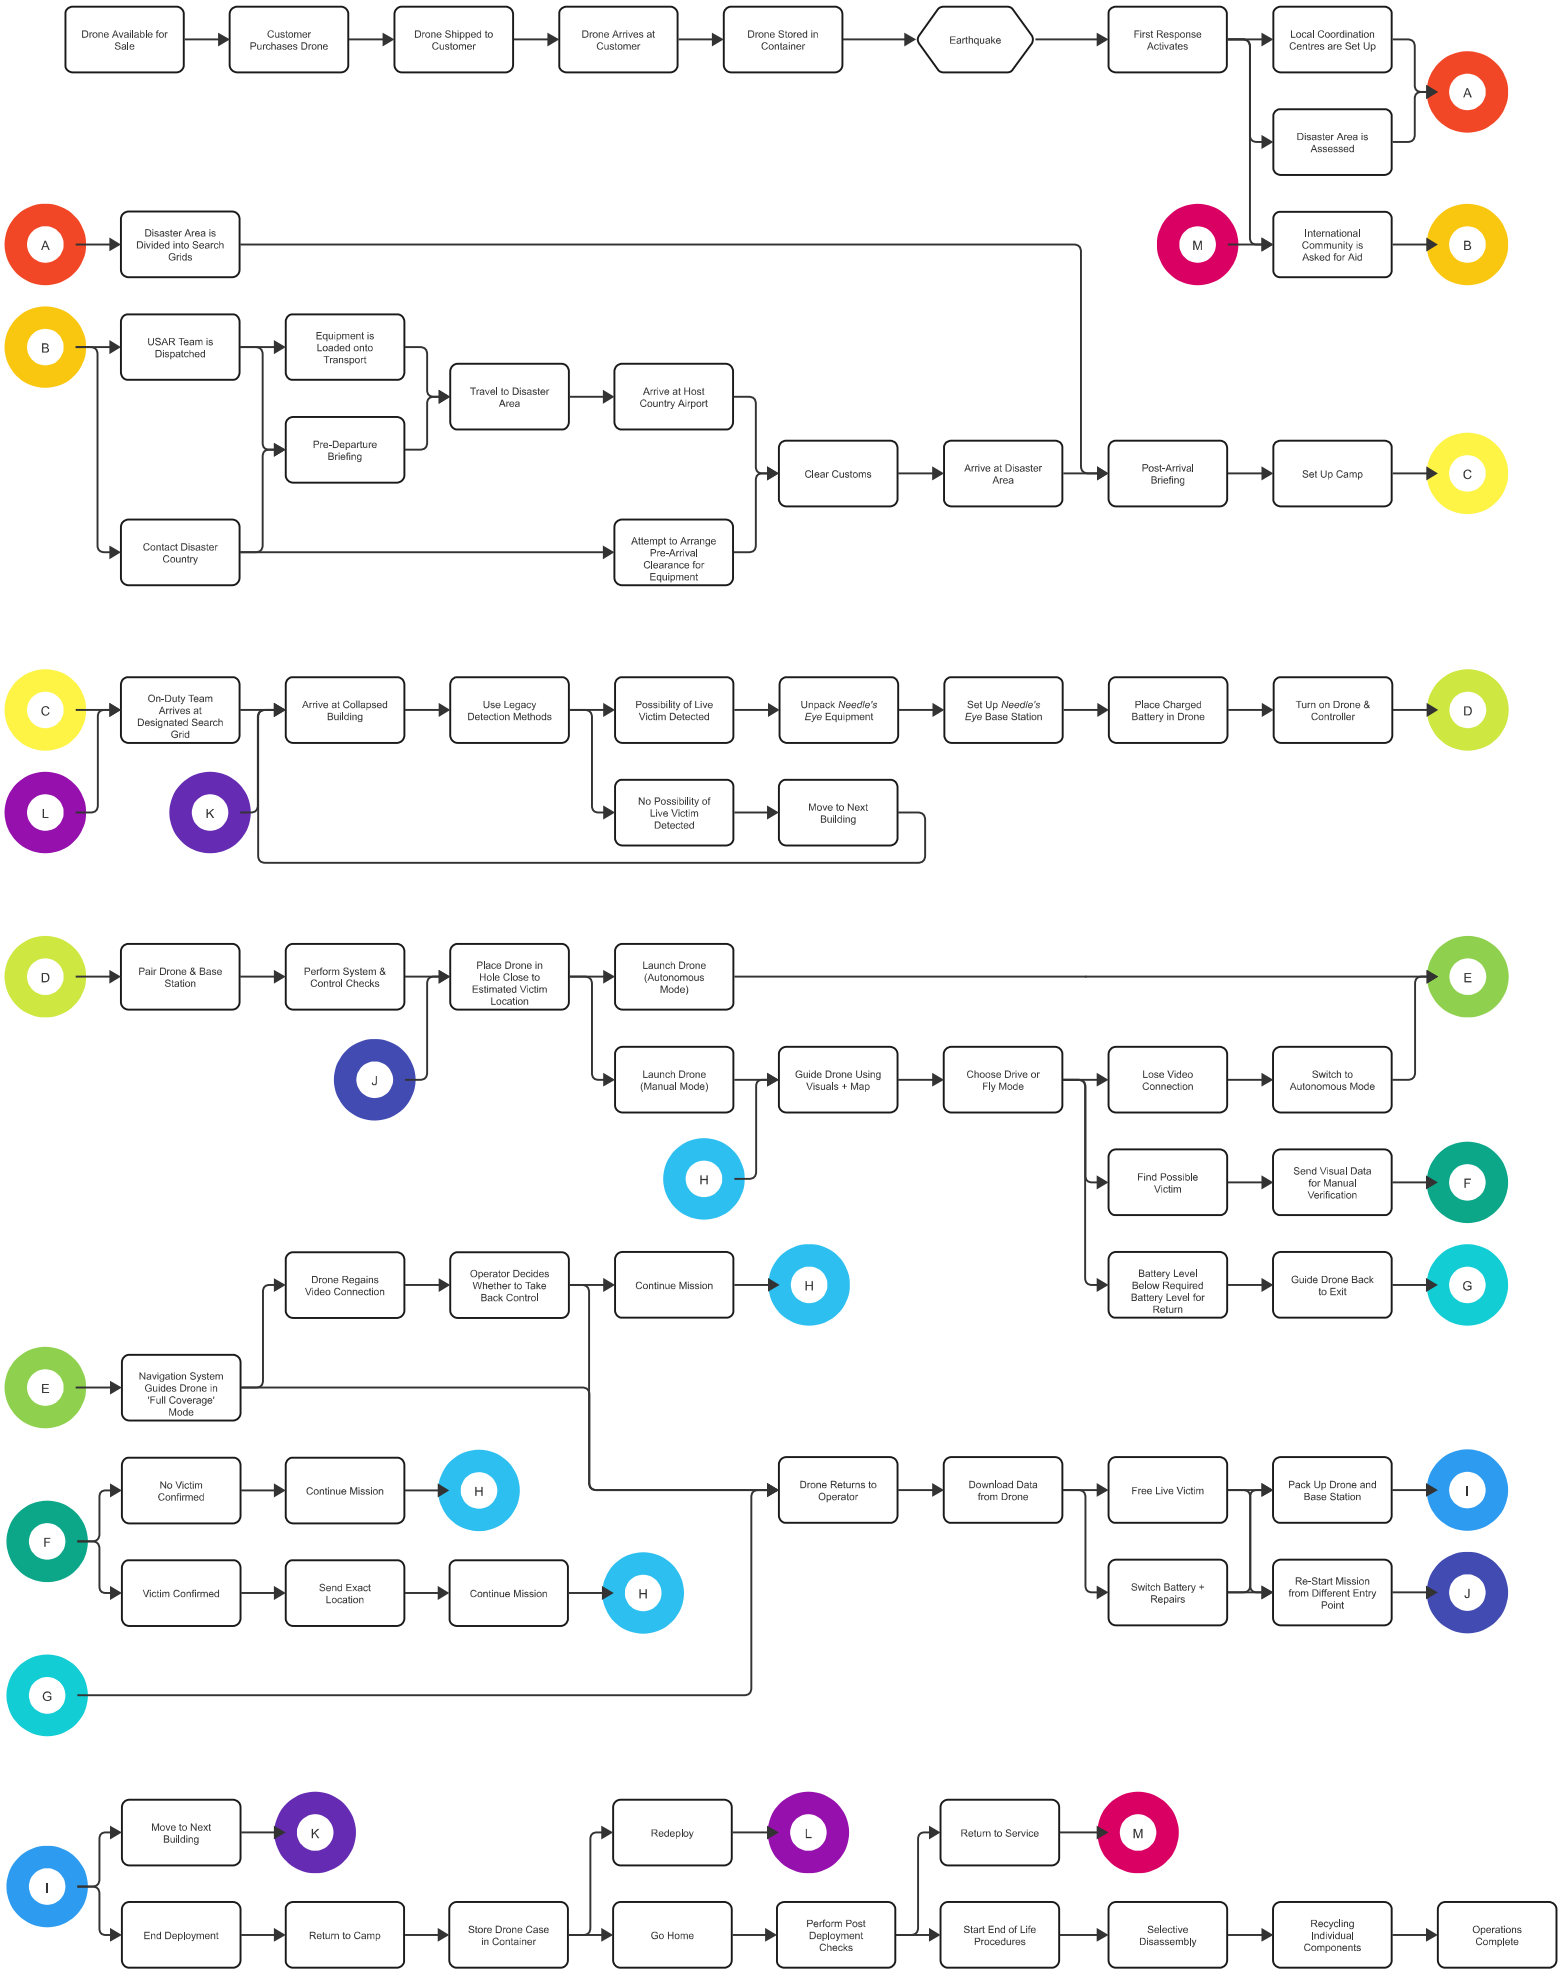 Drone Available for
Sale
Customer
Purchases Drone
Drone Shipped to
Customer
Drone Arrives at
Customer
Drone Stored in
Container
Earthquake
First Response
Activates
Local Coordination
Centres are Set Up
A
Disaster Area is
Assessed
A
Disaster Area is
Divided into Search
Grids
M
International
Community is
Asked for Aid
B
B
USAR Team is
Dispatched
Equipment is
Loaded onto
Transport
Travel to Disaster
Area
Arrive at Host
Country Airport
Pre-Departure
Briefing
Clear Customs
Arrive at Disaster
Area
Post-Arrival
Briefing
Set Up Camp
C
Contact Disaster
Country
Attempt to Arrange
Pre-Arrival
Clearance for
Equipment
C
On-Duty Team
Arrives at
Designated Search
Grid
Arrive at Collapsed
Building
Use Legacy
Detection Methods
Possibility of Live
Victim Detected
Unpack Needle's
Eye Equipment
Set Up Needle's
Eye Base Station
Place Charged
Battery in Drone
Turn on Drone &
Controller
D
L
K
No Possibility of
Live Victim
Detected
Move to Next
Building
D
Pair Drone & Base
Station
Perform System &
Control Checks
Place Drone in
Hole Close to
Estimated Victim
Location
Launch Drone
(Autonomous
Mode)
E
J
Launch Drone
(Manual Mode)
Guide Drone Using
Visuals + Map
Choose Drive or
Fly Mode
Lose Video
Connection
Switch to
Autonomous Mode
H
Find Possible
Victim
Send Visual Data
for Manual
Verification
F
Drone Regains
Video Connection
Operator Decides
Whether to Take
Back Control
Continue Mission
H
Battery Level
Below Required
Battery Level for
Return
Guide Drone Back
to Exit
G
E
Navigation System
Guides Drone in
'Full Coverage'
Mode
F
No Victim
Confirmed
Continue Mission
H
Drone Returns to
Operator
Download Data
from Drone
Free Live Victim
Pack Up Drone and
Base Station
I
Victim Confirmed
Send Exact
Location
Continue Mission
H
Switch Battery +
Repairs
Re-Start Mission
from Different Entry
Point
J
G
I
Move to Next
Building
K
Redeploy
L
Return to Service
M
End Deployment
Return to Camp
Store Drone Case
in Container
Go Home
Perform Post
Deployment
Checks
Start End of Life
Procedures
Selective
Disassembly
Recycling
Individual
Components
Operations
Complete